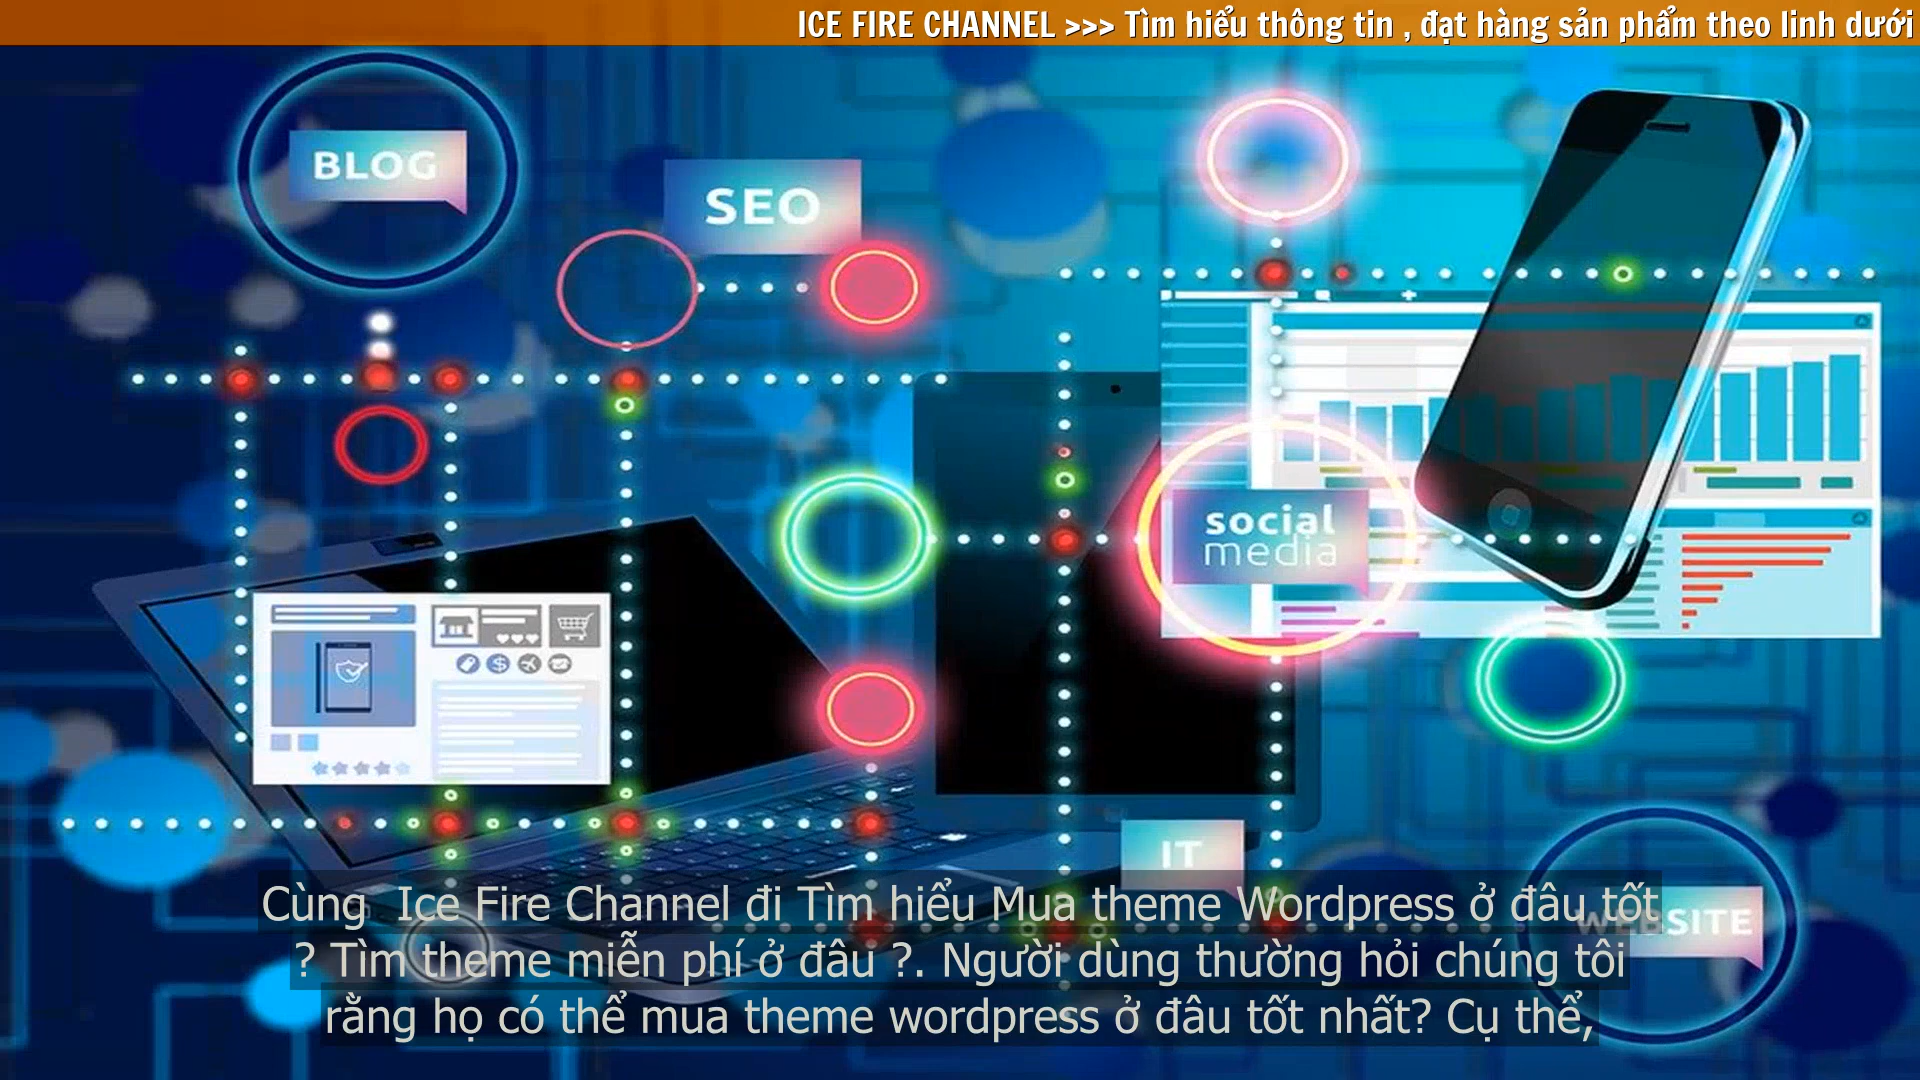 ICE FIRE CHANNEL >>> Tìm hiểu thông tin , đạt hàng sản phẩm theo linh dưới
BLOG
SEO
social
media
IT
WEBSITE
Cùng  Ice Fire Channel đi Tìm hiểu Mua theme Wordpress ở đâu tốt
? Tìm theme miễn phí ở đâu ?. Người dùng thường hỏi chúng tôi
rằng họ có thể mua theme wordpress ở đâu tốt nhất? Cụ thể,